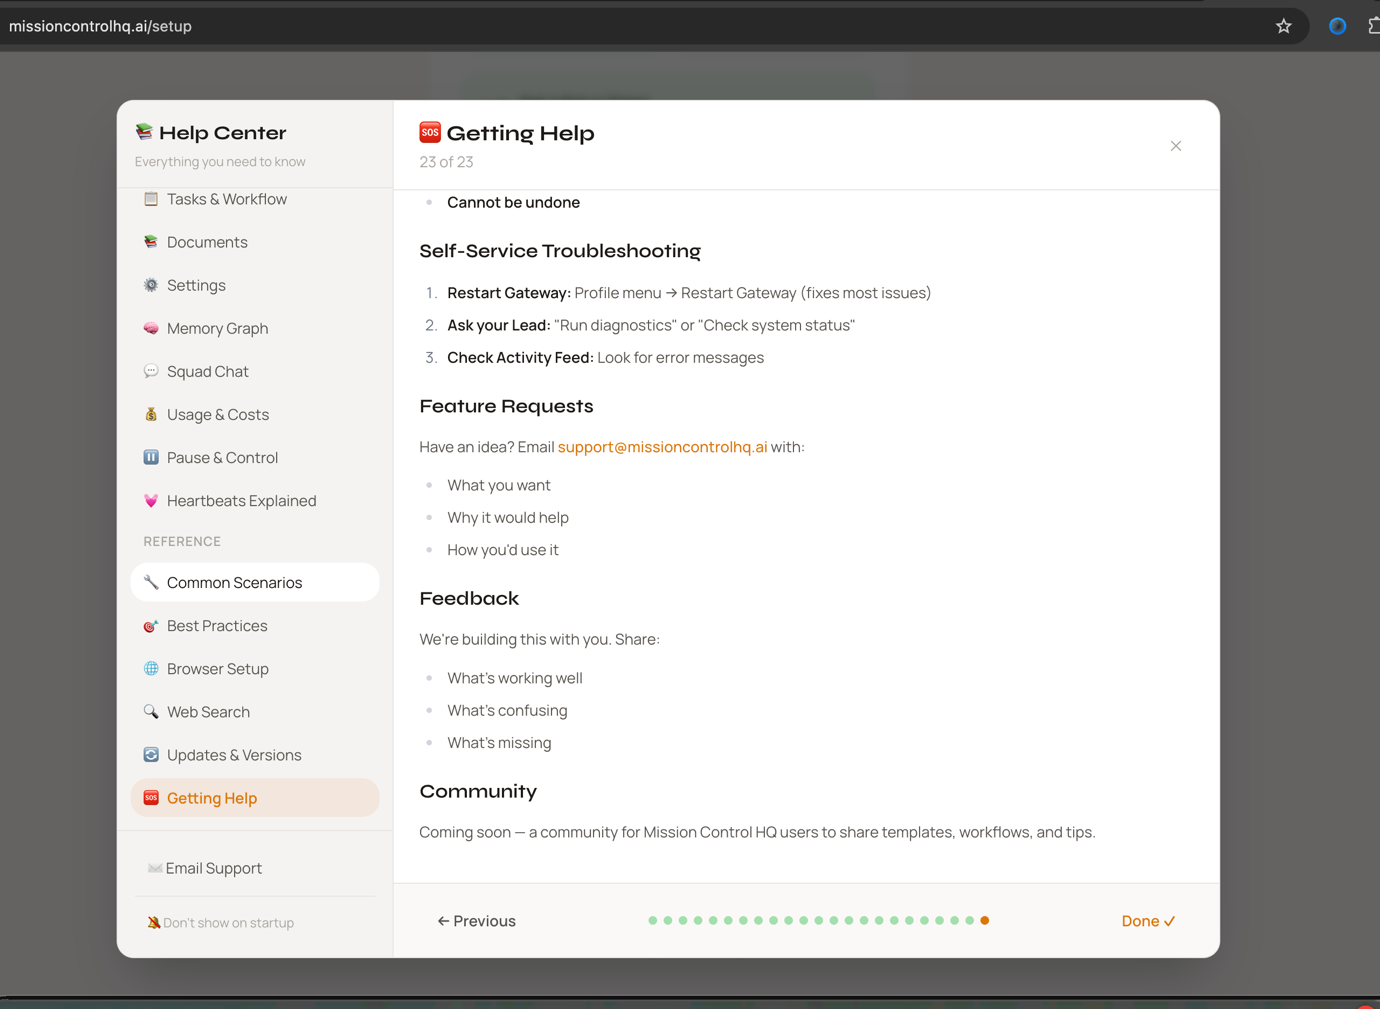 missioncontrolhq.ai/setup
Help Center
Everything you need to know
Tasks & Workflow
Documents
Settings
Memory Graph
Squad Chat
Usage & Costs
Pause & Control
Heartbeats Explained
REFERENCE
Common Scenarios
Best Practices
Browser Setup
Web Search
Updates & Versions
SOS Getting Help
Email Support
Don't show on startup
SOS Getting Help
23 of 23
Cannot be undone
Self-Service Troubleshooting
1. Restart Gateway: Profile menu → Restart Gateway (fixes most issues)
2. Ask your Lead: "Run diagnostics" or "Check system status"
3. Check Activity Feed: Look for error messages
Feature Requests
Have an idea? Email support@missioncontrolhq.ai with:
What you want
Why it would help
How you'd use it
Feedback
We're building this with you. Share:
What's working well
What's confusing
What's missing
Community
Coming soon — a community for Mission Control HQ users to share templates, workflows, and tips.
← Previous
Done ✓